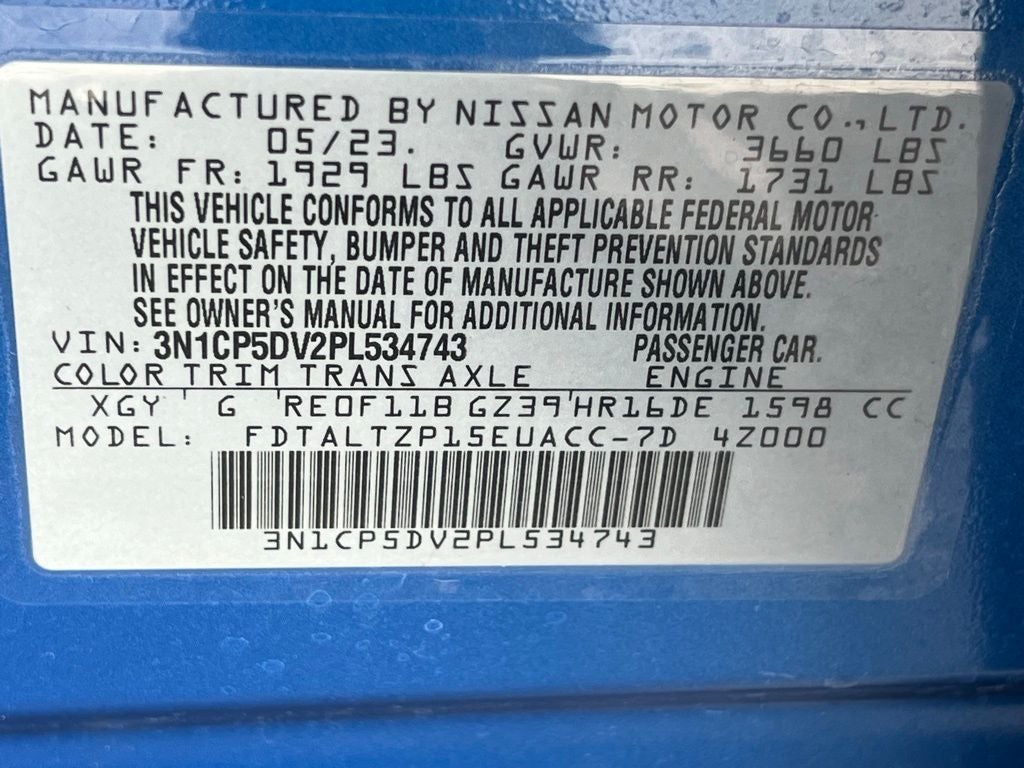 MANUFACTURED BY NISSAN MOTOR CO., LTD.
DATE: 05/23. GVWR: 3660 LBS
GAWR FR: 1929 LBS GAWR RR: 1731 LBS
THIS VEHICLE CONFORMS TO ALL APPLICABLE FEDERAL MOTOR
VEHICLE SAFETY, BUMPER AND THEFT PREVENTION STANDARDS
IN EFFECT ON THE DATE OF MANUFACTURE SHOWN ABOVE.
SEE OWNER'S MANUAL FOR ADDITIONAL INFORMATION.
VIN: 3N1CP5DV2PL534743 PASSENGER CAR.
COLOR TRIM TRANS AXLE ENGINE
XGY ' G 'RE0F11B GZ39'HR16DE 1598 CC
MODEL: FDTALTZP15EUACC-7D 4Z000
3N1CP5DV2PL534743